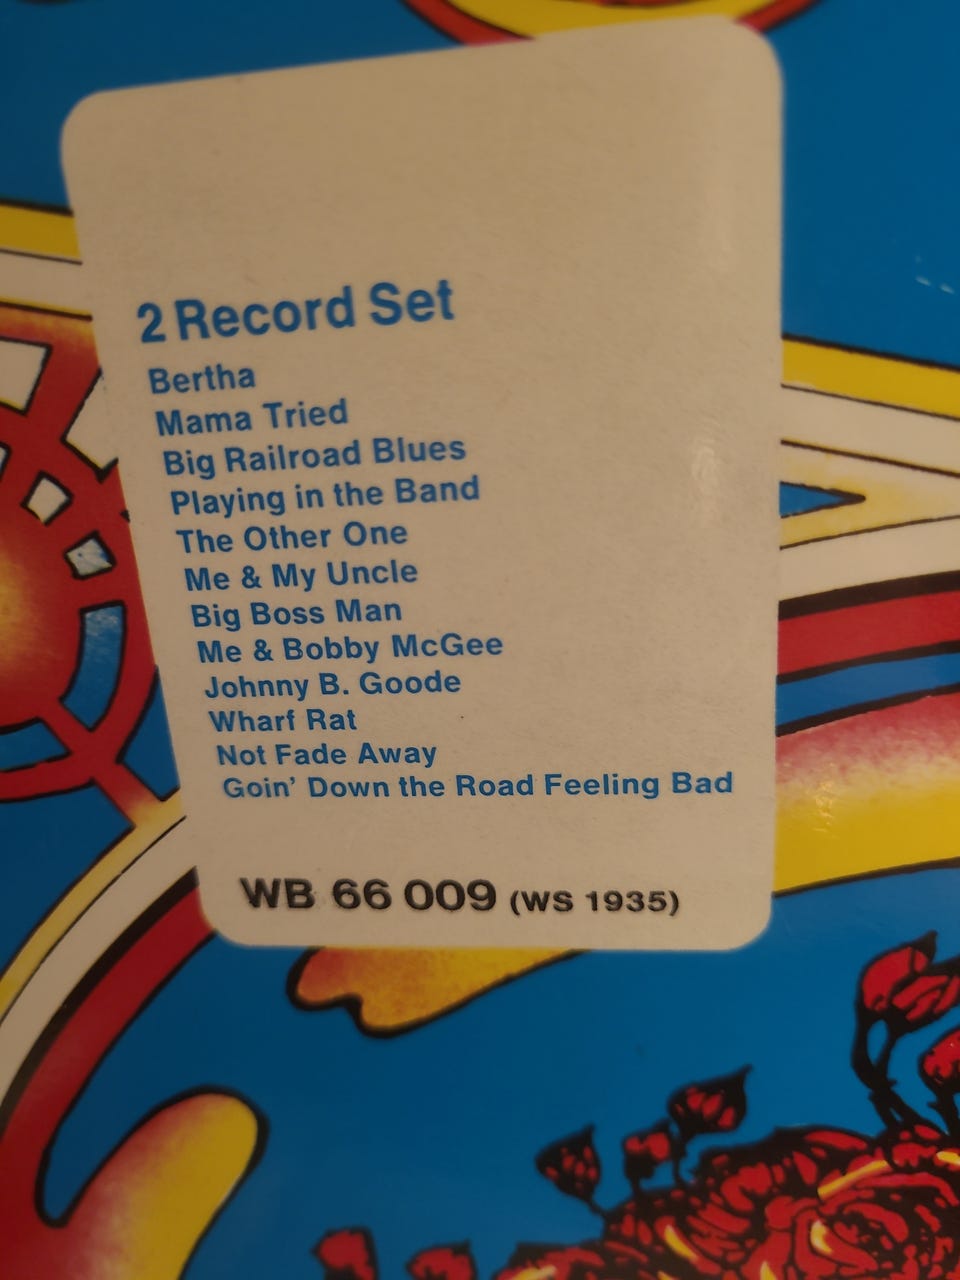 2 Record Set
Bertha
Mama Tried
Big Railroad Blues
Playing in the Band
The Other One
Me & My Uncle
Big Boss Man
Me & Bobby McGee
Johnny B. Goode
Wharf Rat
Not Fade Away
Goin' Down the Road Feeling Bad
WB 66 009 (WS 1935)